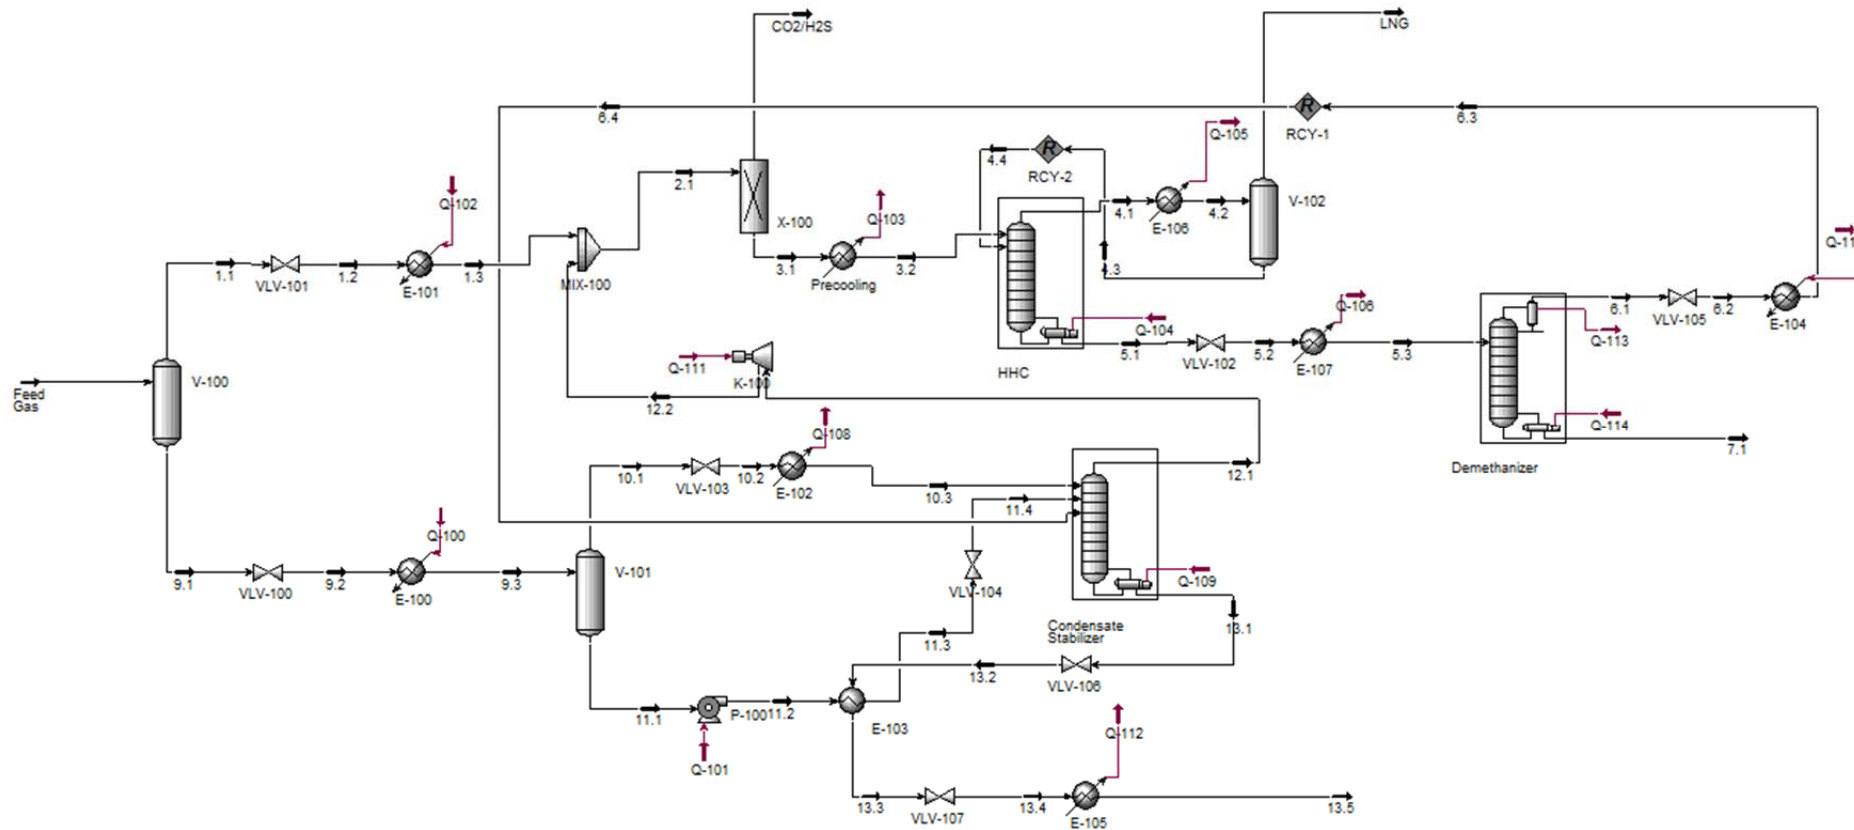 CO2/H2S
LNG
6.4
RCY-1
6.3
Q-105
4.4
RCY-2
2.1
Q-102
X-100
Q-103
4.1
E-106
4.2
V-102
1.1
VLV-101
1.2
E-101
1.3
MIX-100
3.1
Precooling
3.2
4.3
Q-11
Q-106
6.1
VLV-105
6.2
E-104
Q-104
5.1
VLV-102
5.2
E-107
5.3
Q-113
HHC
Q-111
K-100
12.2
V-100
Feed
Gas
Q-108
Q-114
7.1
Demethanizer
10.1
VLV-103
10.2
E-102
10.3
11.4
12.1
Q-100
9.1
VLV-100
9.2
E-100
9.3
V-101
VLV-104
Q-109
Condensate
Stabilizer
11.3
13.1
13.2
VLV-106
11.1
P-100
11.2
E-103
Q-101
Q-112
13.3
VLV-107
13.4
E-105
13.5